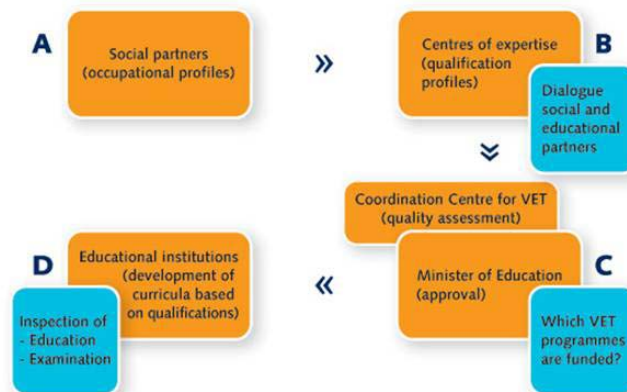 A
Social partners
(occupational profiles)
»
Centres of expertise
(qualification
profiles)
B
Dialogue
social and
educational
partners
Coordination Centre for VET
(quality assessment)
Minister of Education
(approval)
C
Which VET
programmes
are funded?
«
D
Educational institutions
(development of
curricula based
on qualifications)
Inspection of
- Education
- Examination